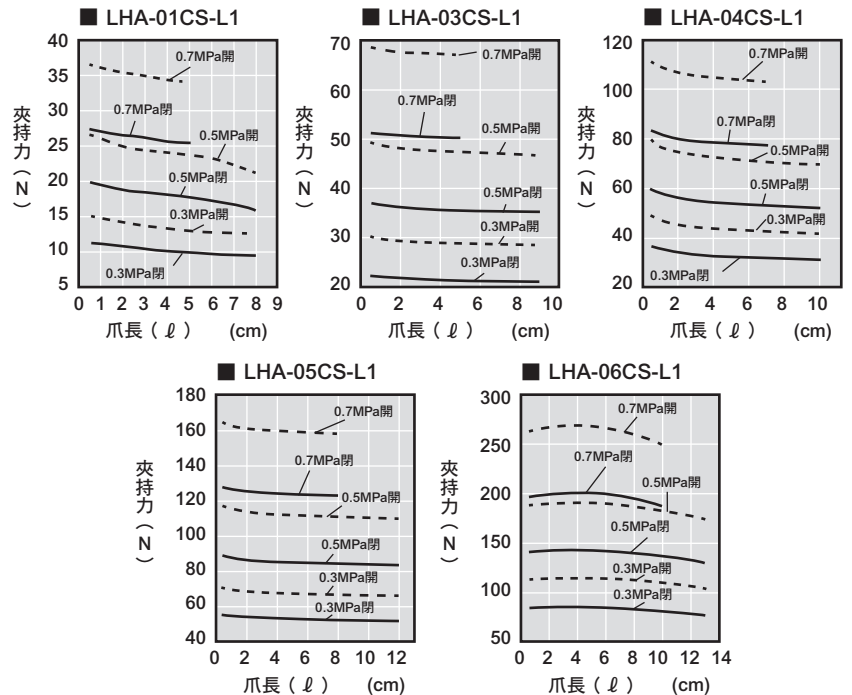 ■ LHA-01CS-L1
40
35
30
25
20
15
10
5
0 1 2 3 4 5 6 7 8 9
夾持力(N)
爪長(ℓ) (cm)
0.7MPa開
0.7MPa閉
0.5MPa開
0.5MPa閉
0.3MPa開
0.3MPa閉
■ LHA-03CS-L1
70
60
50
40
30
20
0 2 4 6 8 10
夾持力(N)
爪長(ℓ) (cm)
0.7MPa開
0.7MPa閉
0.5MPa開
0.5MPa閉
0.3MPa開
0.3MPa閉
■ LHA-04CS-L1
120
100
80
60
40
20
0 2 4 6 8 10
夾持力(N)
爪長(ℓ) (cm)
0.7MPa開
0.7MPa閉
0.5MPa開
0.5MPa閉
0.3MPa開
0.3MPa閉
■ LHA-05CS-L1
180
160
140
120
100
80
60
40
0 2 4 6 8 10 12
夾持力(N)
爪長(ℓ) (cm)
0.7MPa開
0.7MPa閉
0.5MPa開
0.5MPa閉
0.3MPa開
0.3MPa閉
■ LHA-06CS-L1
300
250
200
150
100
50
0 2 4 6 8 10 12 14
夾持力(N)
爪長(ℓ) (cm)
0.7MPa開
0.7MPa閉
0.5MPa開
0.5MPa閉
0.3MPa開
0.3MPa閉